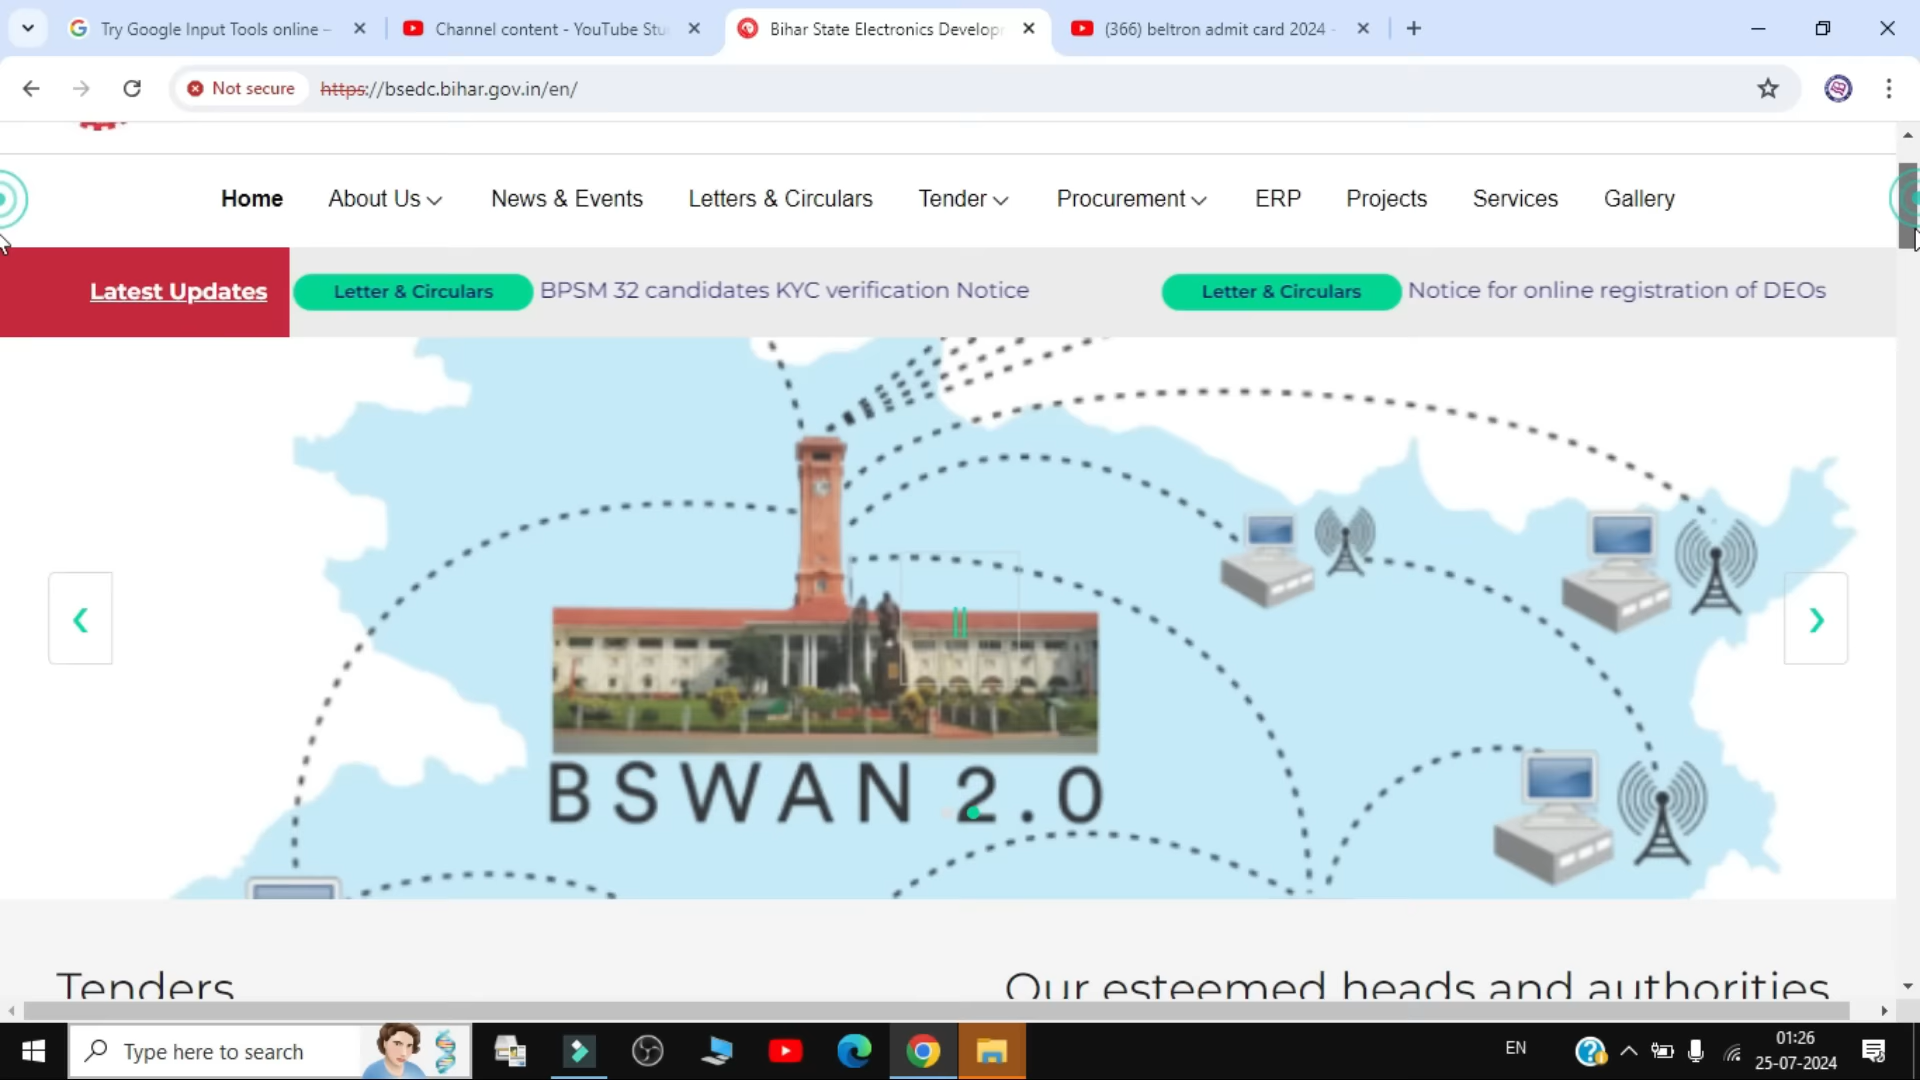 Try Google Input Tools online –
Channel content - YouTube Stu
Bihar State Electronics Develop
(366) beltron admit card 2024 -
Not secure
https://bsedc.bihar.gov.in/en/
Home
About Us
News & Events
Letters & Circulars
Tender
Procurement
ERP
Projects
Services
Gallery
Latest Updates
Letter & Circulars
BPSM 32 candidates KYC verification Notice
Letter & Circulars
Notice for online registration of DEOs
BSWAN 2.0
Tenders
Our esteemed heads and authorities
Type here to search
EN
01:26
25-07-2024